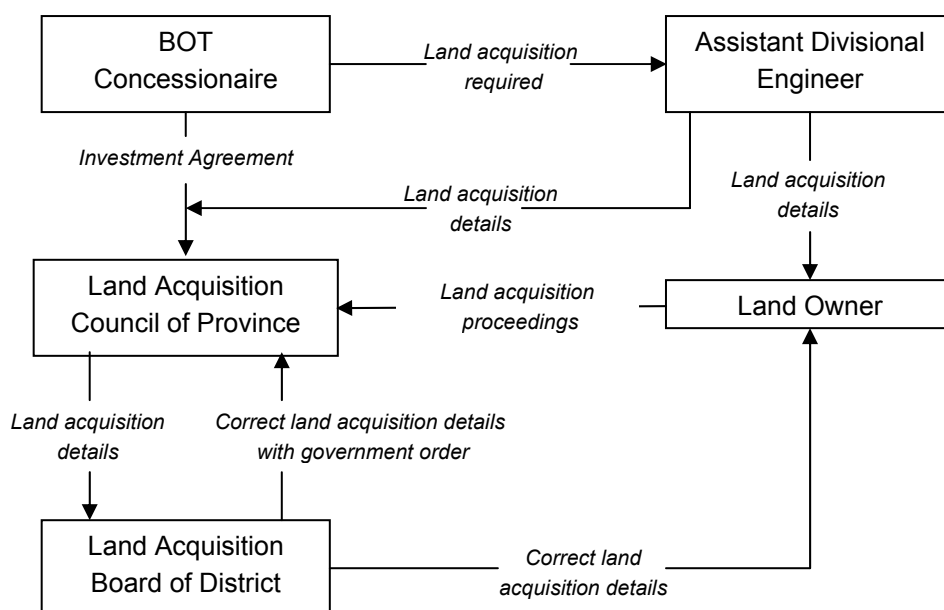 BOT
Concessionaire
Land acquisition
required
Assistant Divisional
Engineer
Investment Agreement
Land acquisition
details
Land acquisition
details
Land Acquisition
Council of Province
Land acquisition
proceedings
Land Owner
Land acquisition
details
Correct land acquisition details
with government order
Land Acquisition
Board of District
Correct land
acquisition details